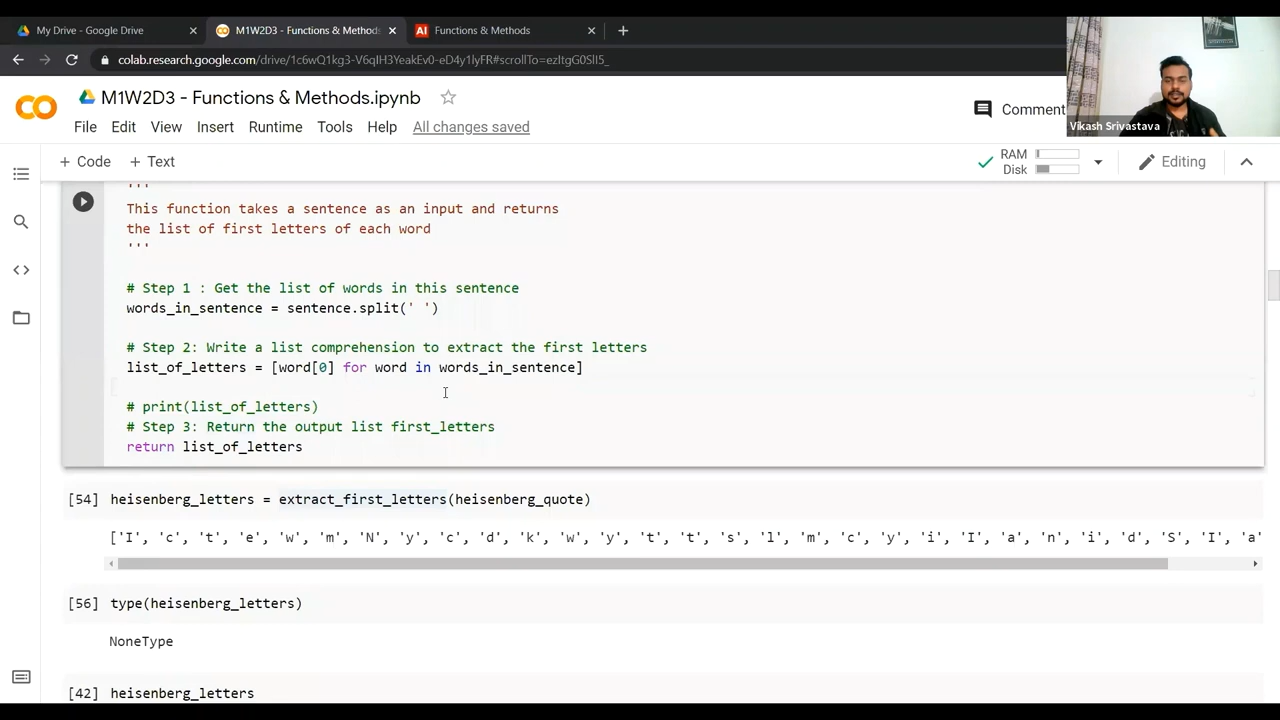 My Drive - Google Drive
M1W2D3 - Functions & Methods
Functions & Methods
colab.research.google.com/drive/1c6wQ1kg3-V6qIH3YeakEv0-eD4y1lyFR#scrollTo=ezItgG0SlI5_
CO
M1W2D3 - Functions & Methods.ipynb
Comment
Vikash Srivastava
File Edit View Insert Runtime Tools Help All changes saved
+ Code + Text
RAM
Disk
Editing
'''
This function takes a sentence as an input and returns
the list of first letters of each word
'''
# Step 1 : Get the list of words in this sentence
words_in_sentence = sentence.split(' ')
# Step 2: Write a list comprehension to extract the first letters
list_of_letters = [word[0] for word in words_in_sentence]
# print(list_of_letters)
# Step 3: Return the output list first_letters
return list_of_letters
[54] heisenberg_letters = extract_first_letters(heisenberg_quote)
['I', 'c', 't', 'e', 'w', 'm', 'N', 'y', 'c', 'd', 'k', 'w', 'y', 't', 't', 's', 'l', 'm', 'c', 'y', 'i', 'I', 'a', 'n', 'i', 'd', 'S', 'I', 'a'
[56] type(heisenberg_letters)
NoneType
[42] heisenberg_letters